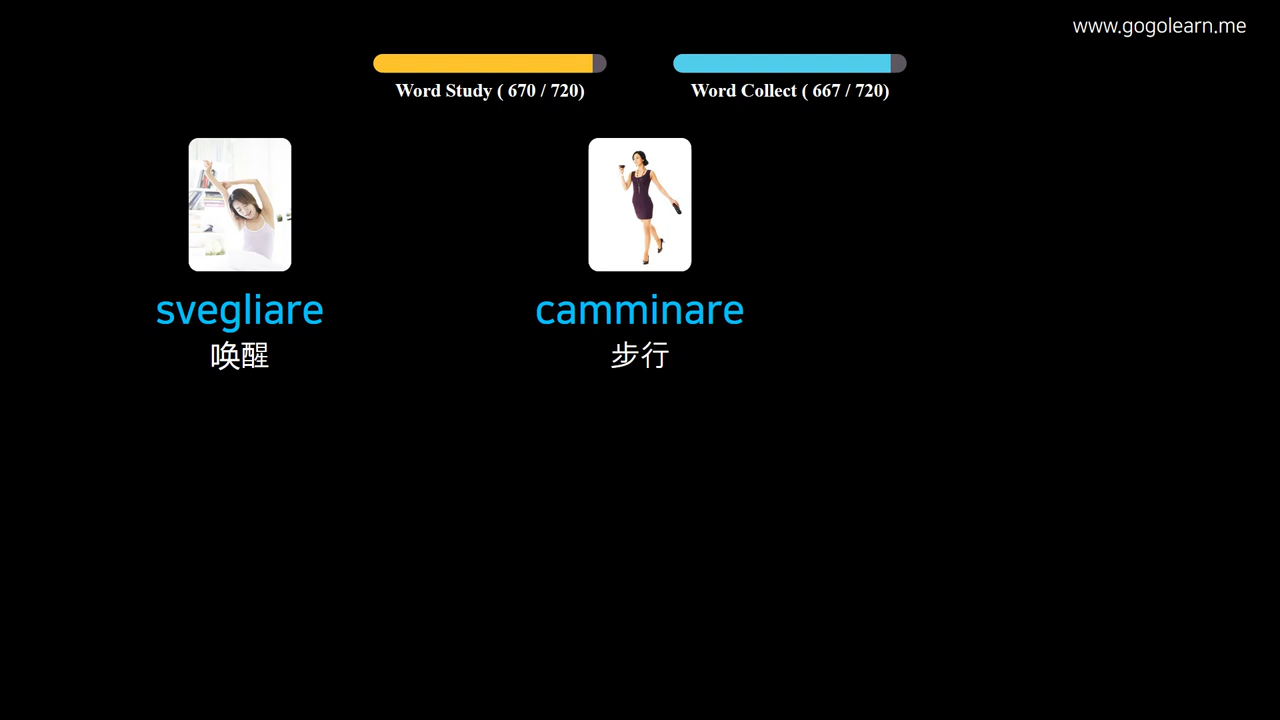 www.gogolearn.me
Word Study ( 670 / 720)
Word Collect ( 667 / 720)
svegliare
唤醒
camminare
步行